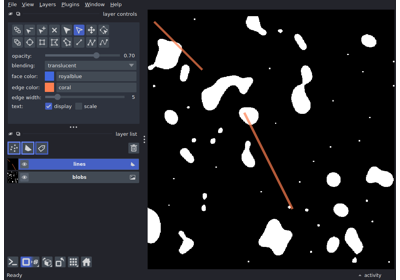 File View Layers Plugins Window Help
layer controls
opacity: 0.70
blending: translucent
face color: royalblue
edge color: coral
edge width: 5
text: display scale
layer list
lines
blobs
Ready
activity